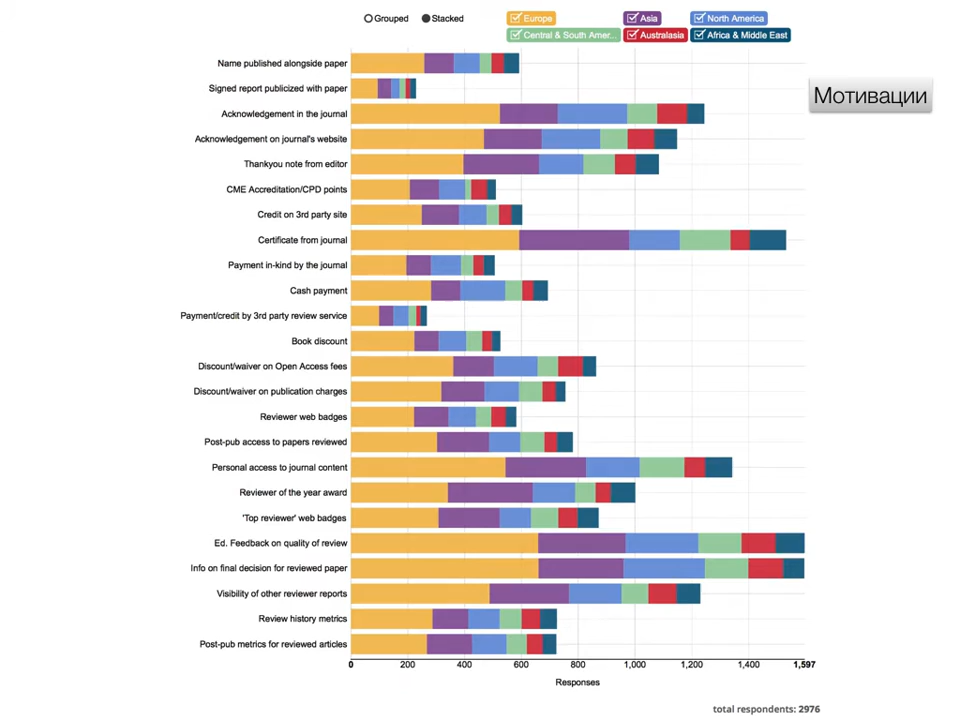 Grouped Stacked Europe Asia North America
Central & South Amer... Australasia Africa & Middle East
Мотивации
Name published alongside paper
Signed report publicized with paper
Acknowledgement in the journal
Acknowledgement on journal's website
Thankyou note from editor
CME Accreditation/CPD points
Credit on 3rd party site
Certificate from journal
Payment in-kind by the journal
Cash payment
Payment/credit by 3rd party review service
Book discount
Discount/waiver on Open Access fees
Discount/waiver on publication charges
Reviewer web badges
Post-pub access to papers reviewed
Personal access to journal content
Reviewer of the year award
'Top reviewer' web badges
Ed. Feedback on quality of review
Info on final decision for reviewed paper
Visibility of other reviewer reports
Review history metrics
Post-pub metrics for reviewed articles
0 200 400 600 800 1,000 1,200 1,400 1,597
Responses
total respondents: 2976